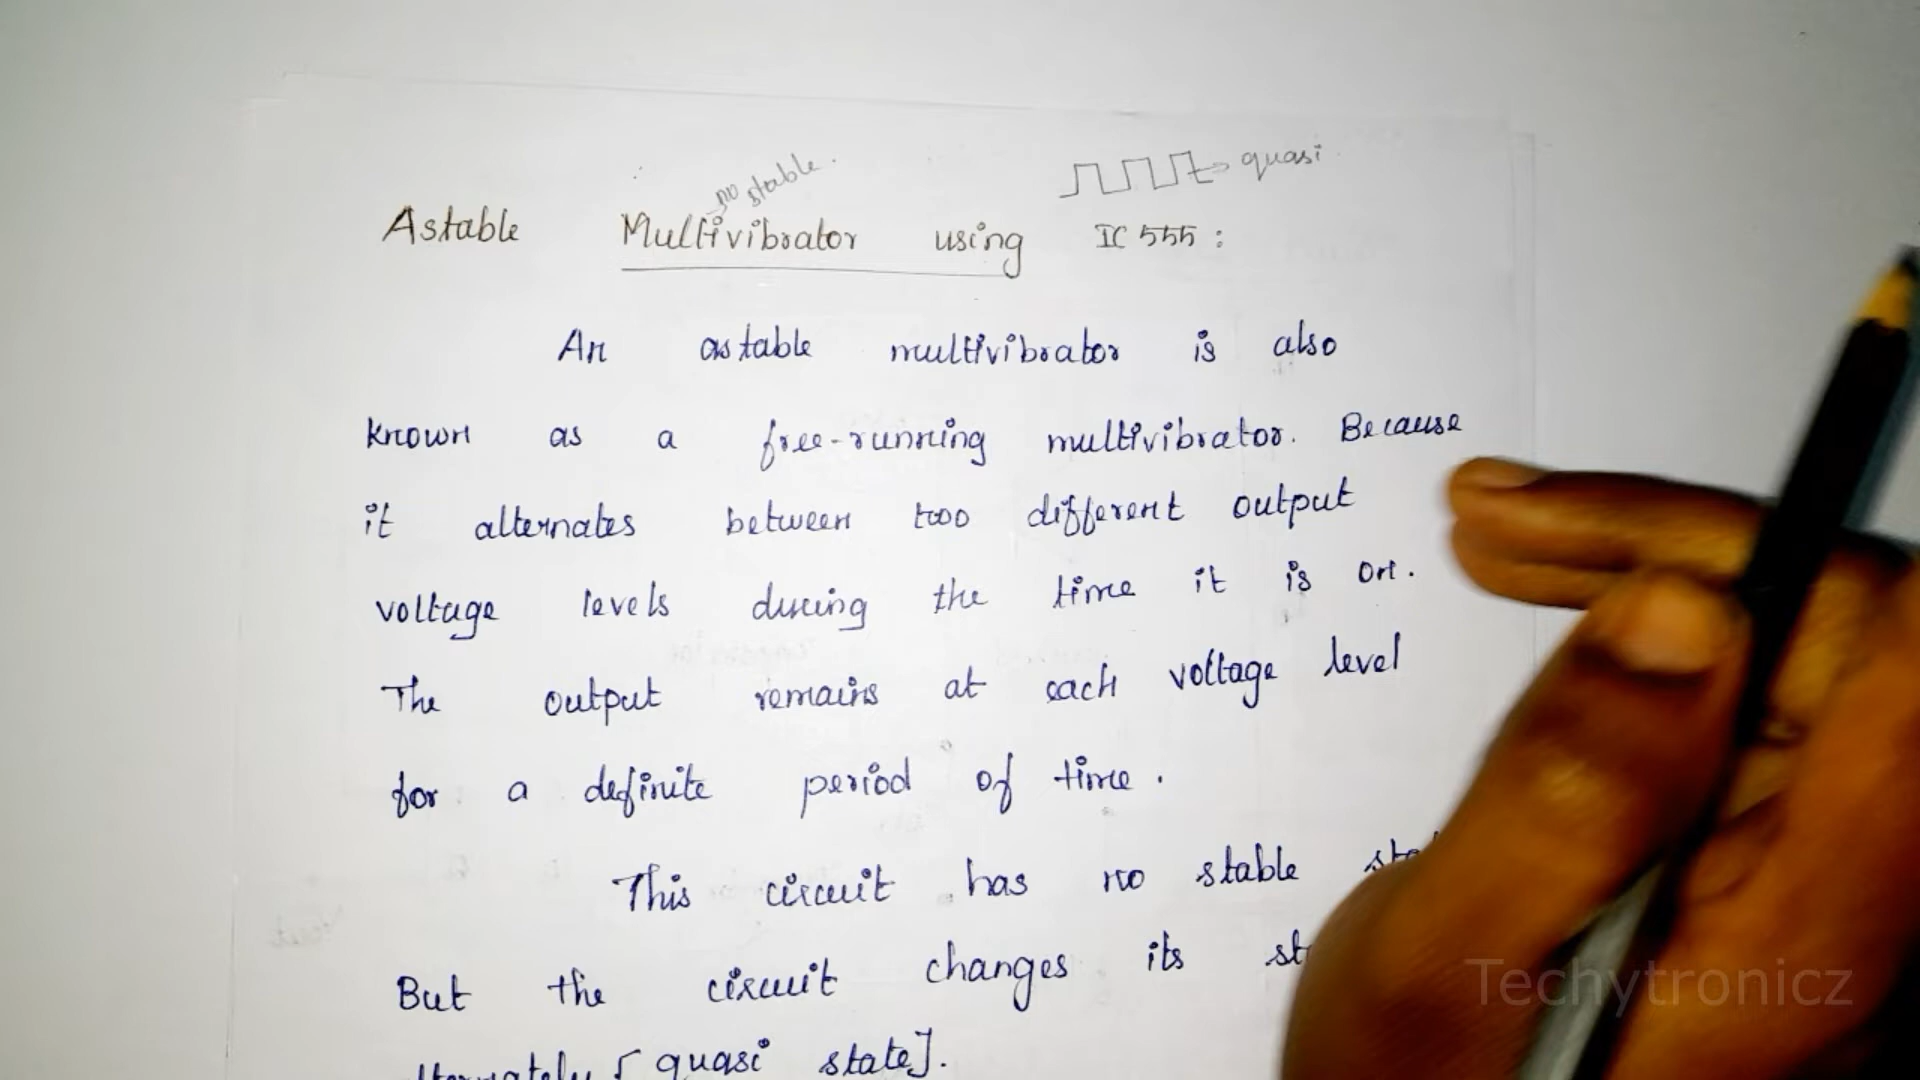 no stable.
quasi
Astable Multivibrator using IC 555 :
An astable multivibrator is also
known as a free-running multivibrator. Because
it alternates between two different output
voltage levels during the time it is on.
The output remains at each voltage level
for a definite period of time.
This circuit has no stable
But the circuit changes its
[quasi state].
Techytronicz